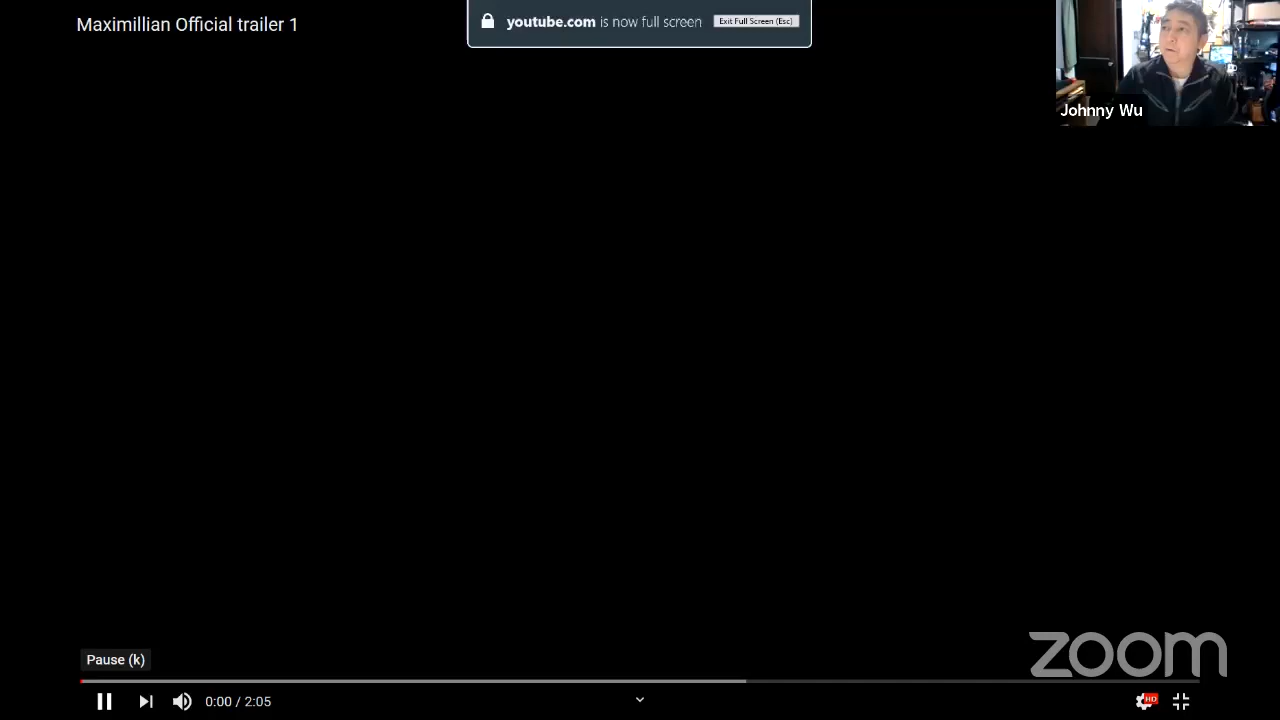 Maximillian Official trailer 1
youtube.com is now full screen
Exit Full Screen (Esc)
Johnny Wu
Pause (k)
zoom
0:00 / 2:05
HD